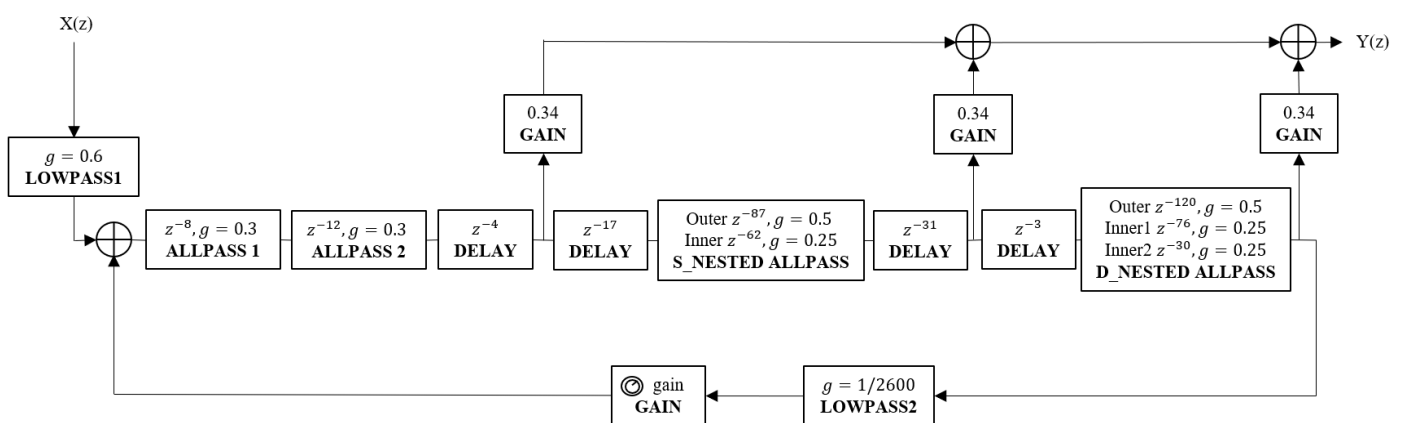 X(z)
Y(z)
0.34
GAIN
0.34
GAIN
0.34
GAIN
g = 0.6
LOWPASS1
z⁻⁸, g = 0.3
ALLPASS 1
z⁻¹², g = 0.3
ALLPASS 2
z⁻⁴
DELAY
z⁻¹⁷
DELAY
Outer z⁻⁸⁷, g = 0.5
Inner z⁻⁶², g = 0.25
S_NESTED ALLPASS
z⁻³¹
DELAY
z⁻³
DELAY
Outer z⁻¹²⁰, g = 0.5
Inner1 z⁻⁷⁶, g = 0.25
Inner2 z⁻³⁰, g = 0.25
D_NESTED ALLPASS
gain
GAIN
g = 1/2600
LOWPASS2